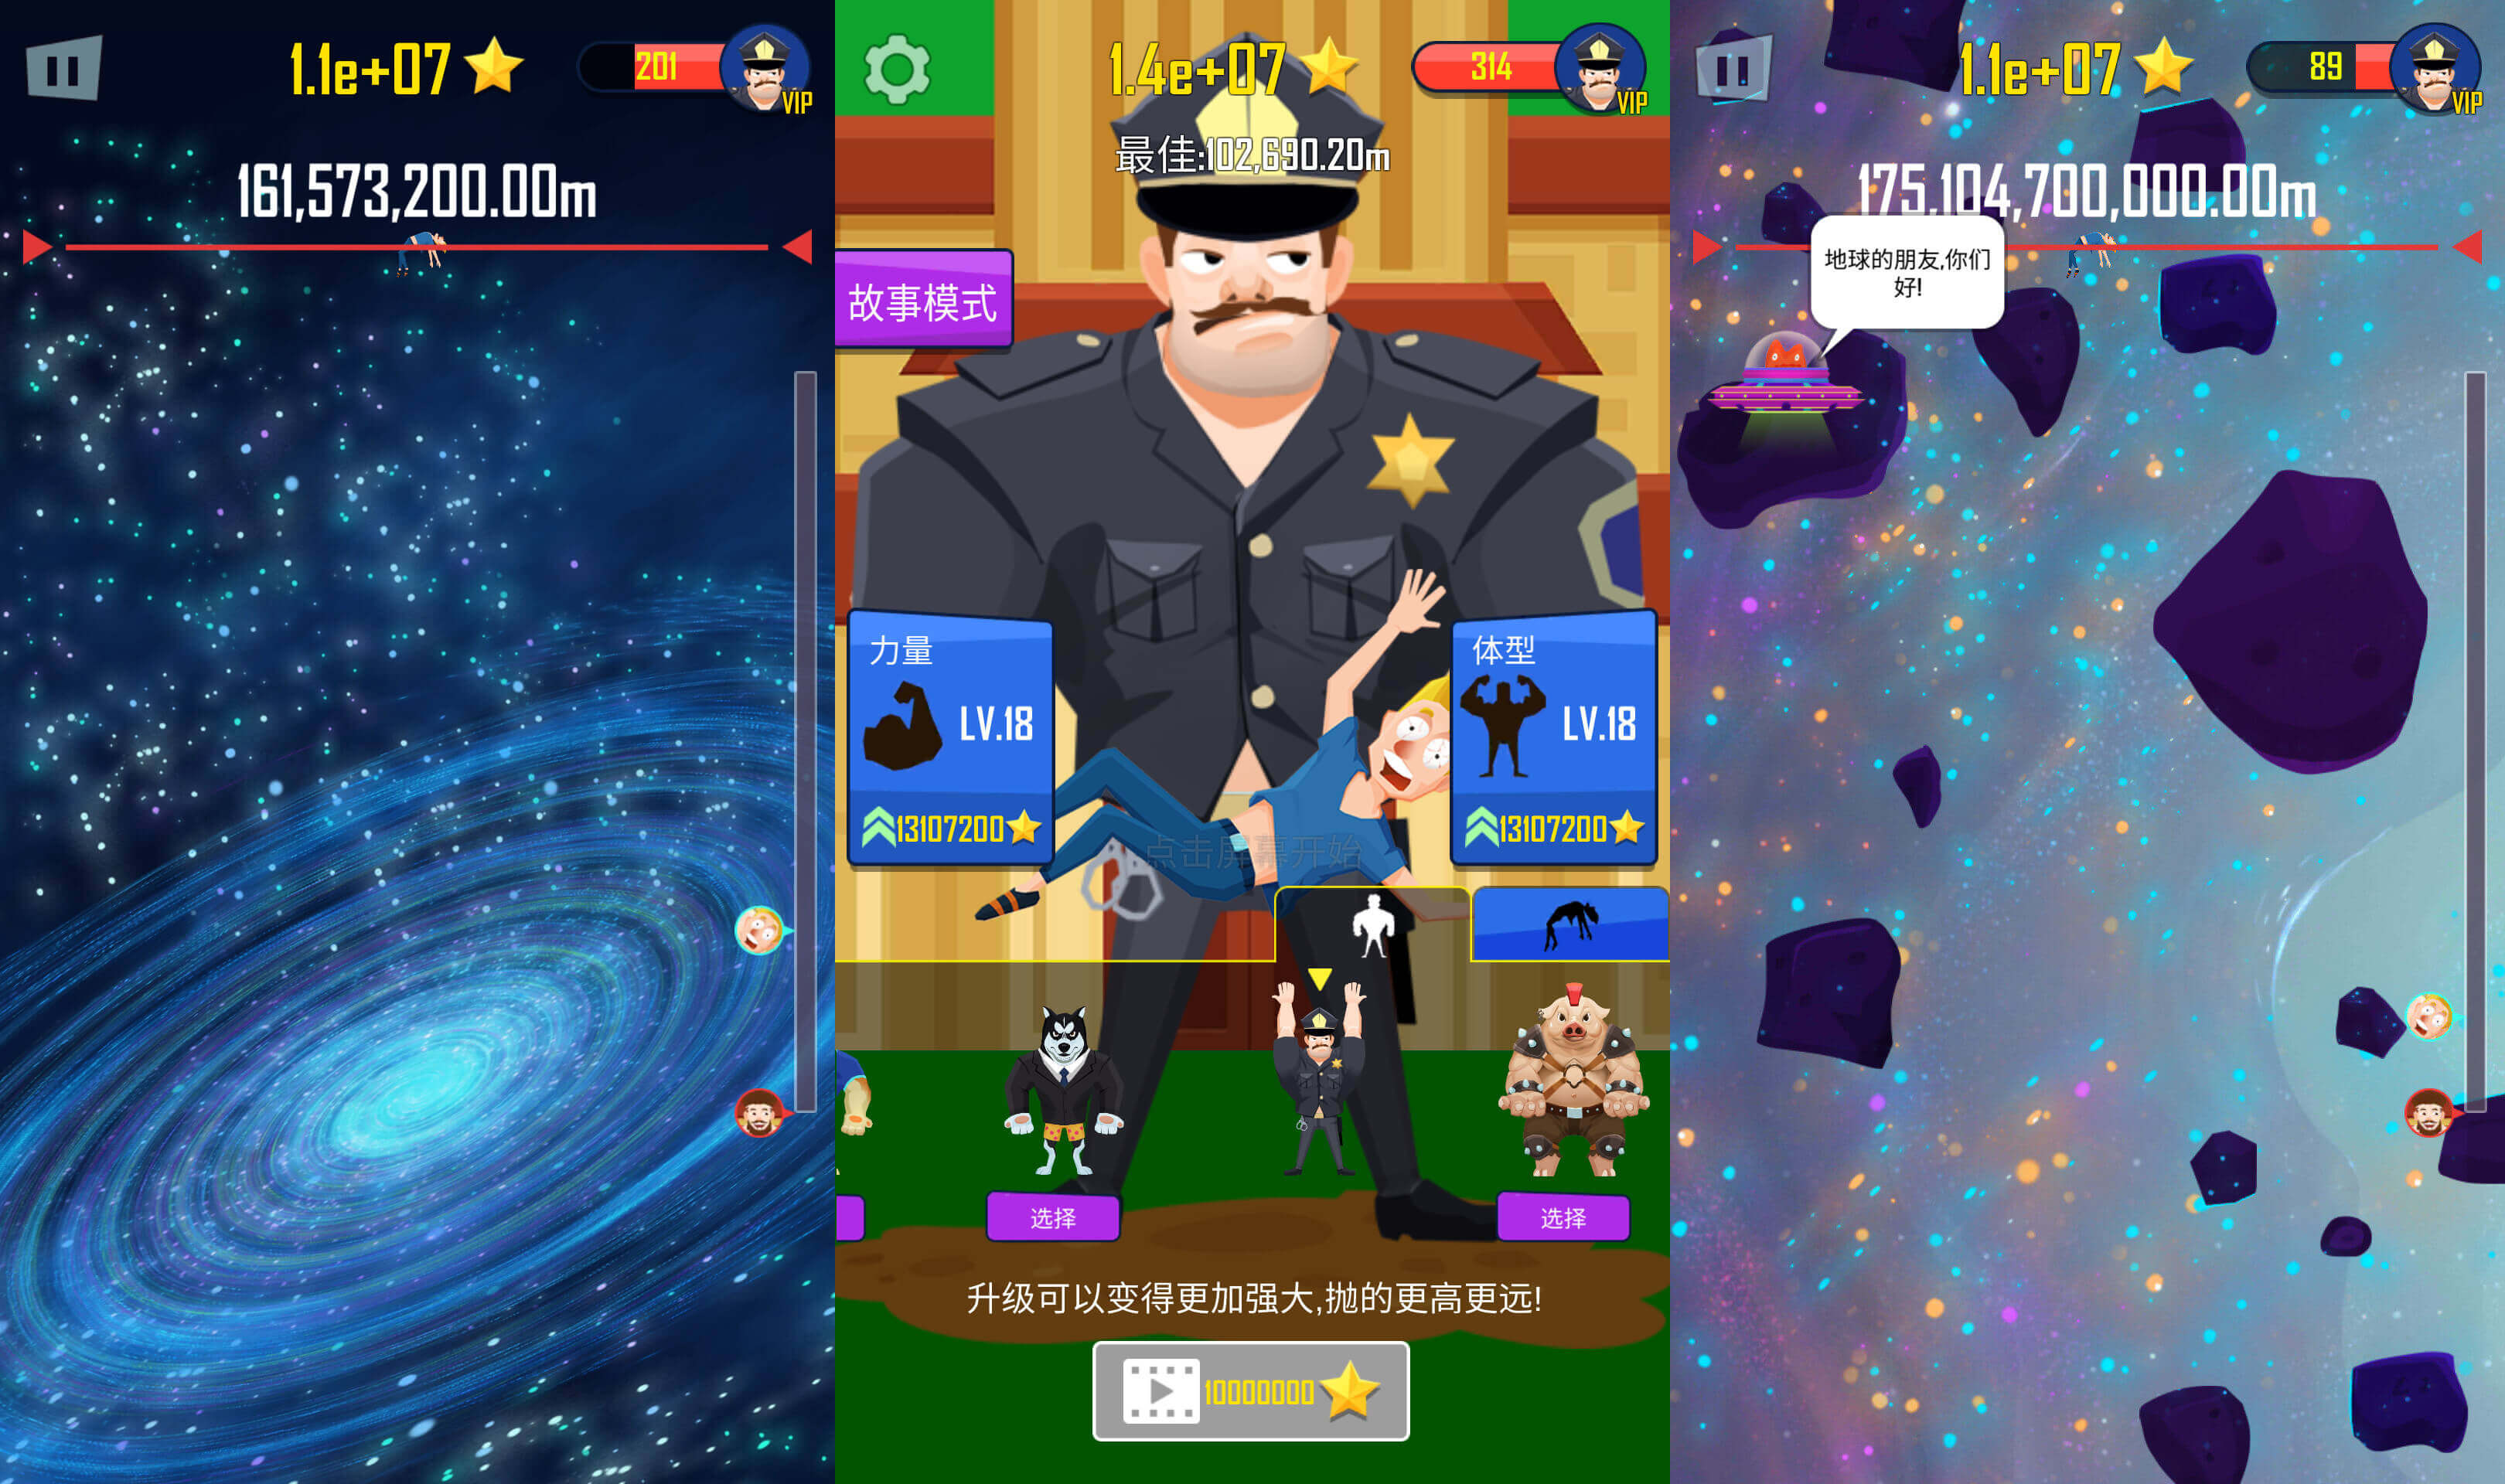 1.1e+07
201
VIP
161,573,200.00m
1.4e+07
314
VIP
最佳:102,690.20m
故事模式
力量
LV.18
13107200
体型
LV.18
13107200
点击屏幕开始
选择
选择
升级可以变得更加强大,抛的更高更远!
10000000
1.1e+07
89
VIP
175,104,700,000.00m
地球的朋友,你们
好!